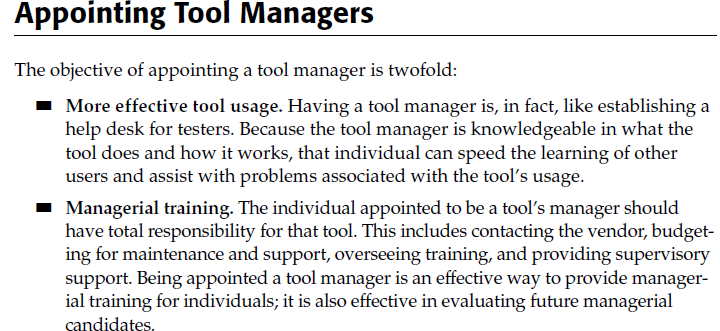 Appointing Tool Managers
The objective of appointing a tool manager is twofold:
■ More effective tool usage. Having a tool manager is, in fact, like establishing a
help desk for testers. Because the tool manager is knowledgeable in what the
tool does and how it works, that individual can speed the learning of other
users and assist with problems associated with the tool's usage.
■ Managerial training. The individual appointed to be a tool's manager should
have total responsibility for that tool. This includes contacting the vendor, budget-
ing for maintenance and support, overseeing training, and providing supervisory
support. Being appointed a tool manager is an effective way to provide manager-
ial training for individuals; it is also effective in evaluating future managerial
candidates.